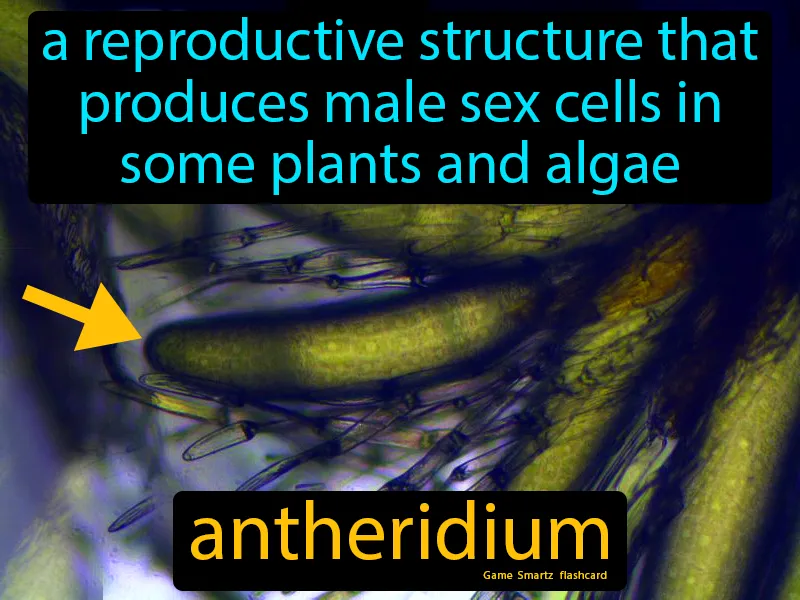 a reproductive structure that
produces male sex cells in
some plants and algae
antheridium
Game Smartz flashcard